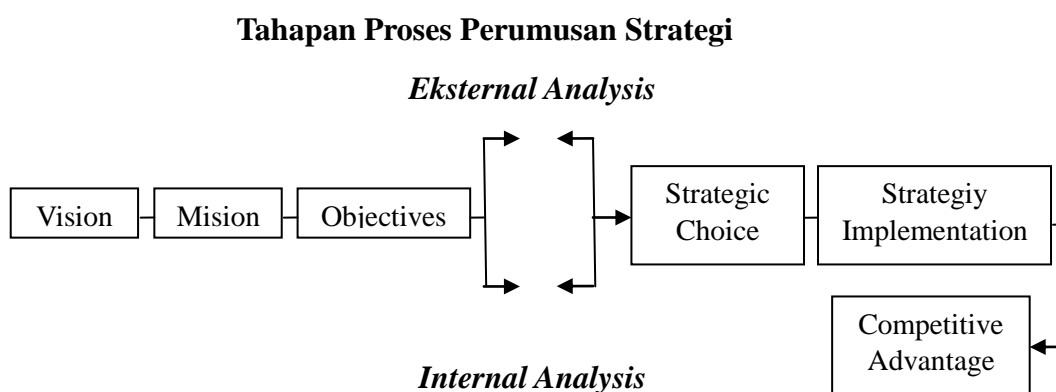 Tahapan Proses Perumusan Strategi
Eksternal Analysis
Vision
Mision
Objectives
Strategic
Choice
Strategiy
Implementation
Competitive
Advantage
Internal Analysis